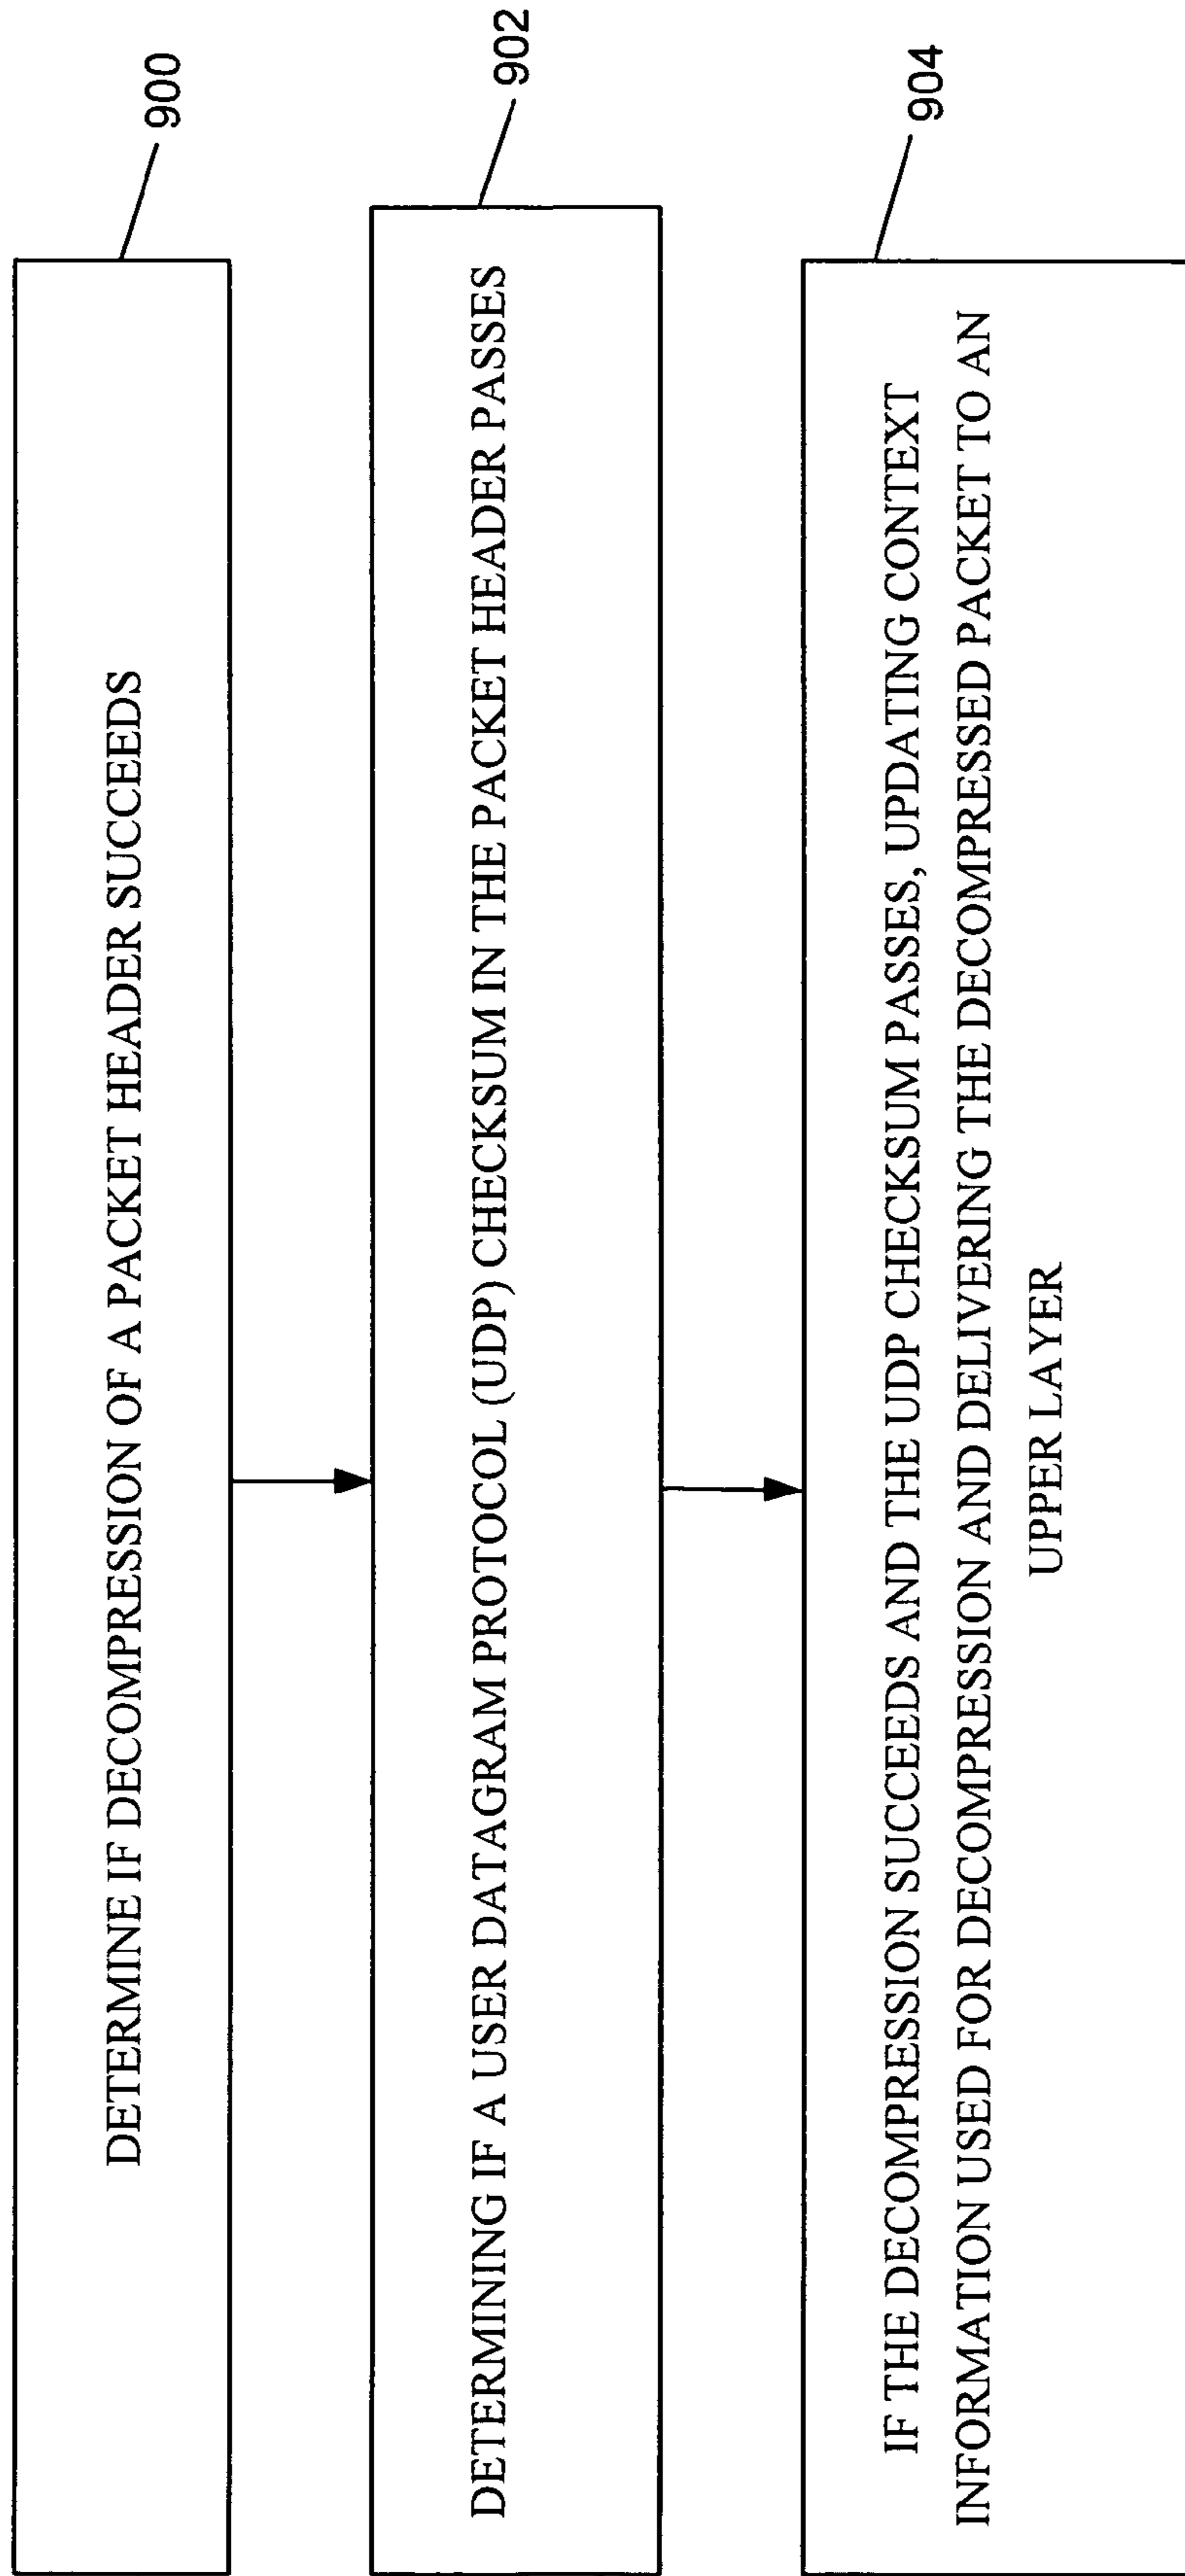 DETERMINE IF DECOMPRESSION OF A PACKET HEADER SUCCEEDS
900
DETERMINING IF A USER DATAGRAM PROTOCOL (UDP) CHECKSUM IN THE PACKET HEADER PASSES
902
IF THE DECOMPRESSION SUCCEEDS AND THE UDP CHECKSUM PASSES, UPDATING CONTEXT
INFORMATION USED FOR DECOMPRESSION AND DELIVERING THE DECOMPRESSED PACKET TO AN
UPPER LAYER
904